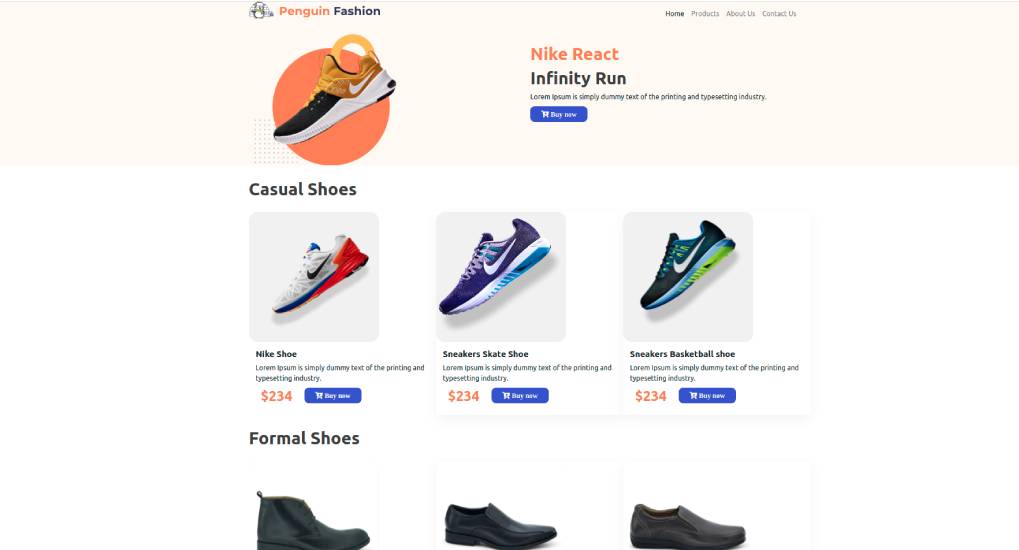 Penguin Fashion
Home Products About Us Contact Us
Nike React
Infinity Run
Lorem Ipsum is simply dummy text of the printing and typesetting industry.
Buy now
Casual Shoes
Nike Shoe
Lorem Ipsum is simply dummy text of the printing and
typesetting industry.
$234 Buy now
Sneakers Skate Shoe
Lorem Ipsum is simply dummy text of the printing and
typesetting industry.
$234 Buy now
Sneakers Basketball shoe
Lorem Ipsum is simply dummy text of the printing and
typesetting industry.
$234 Buy now
Formal Shoes